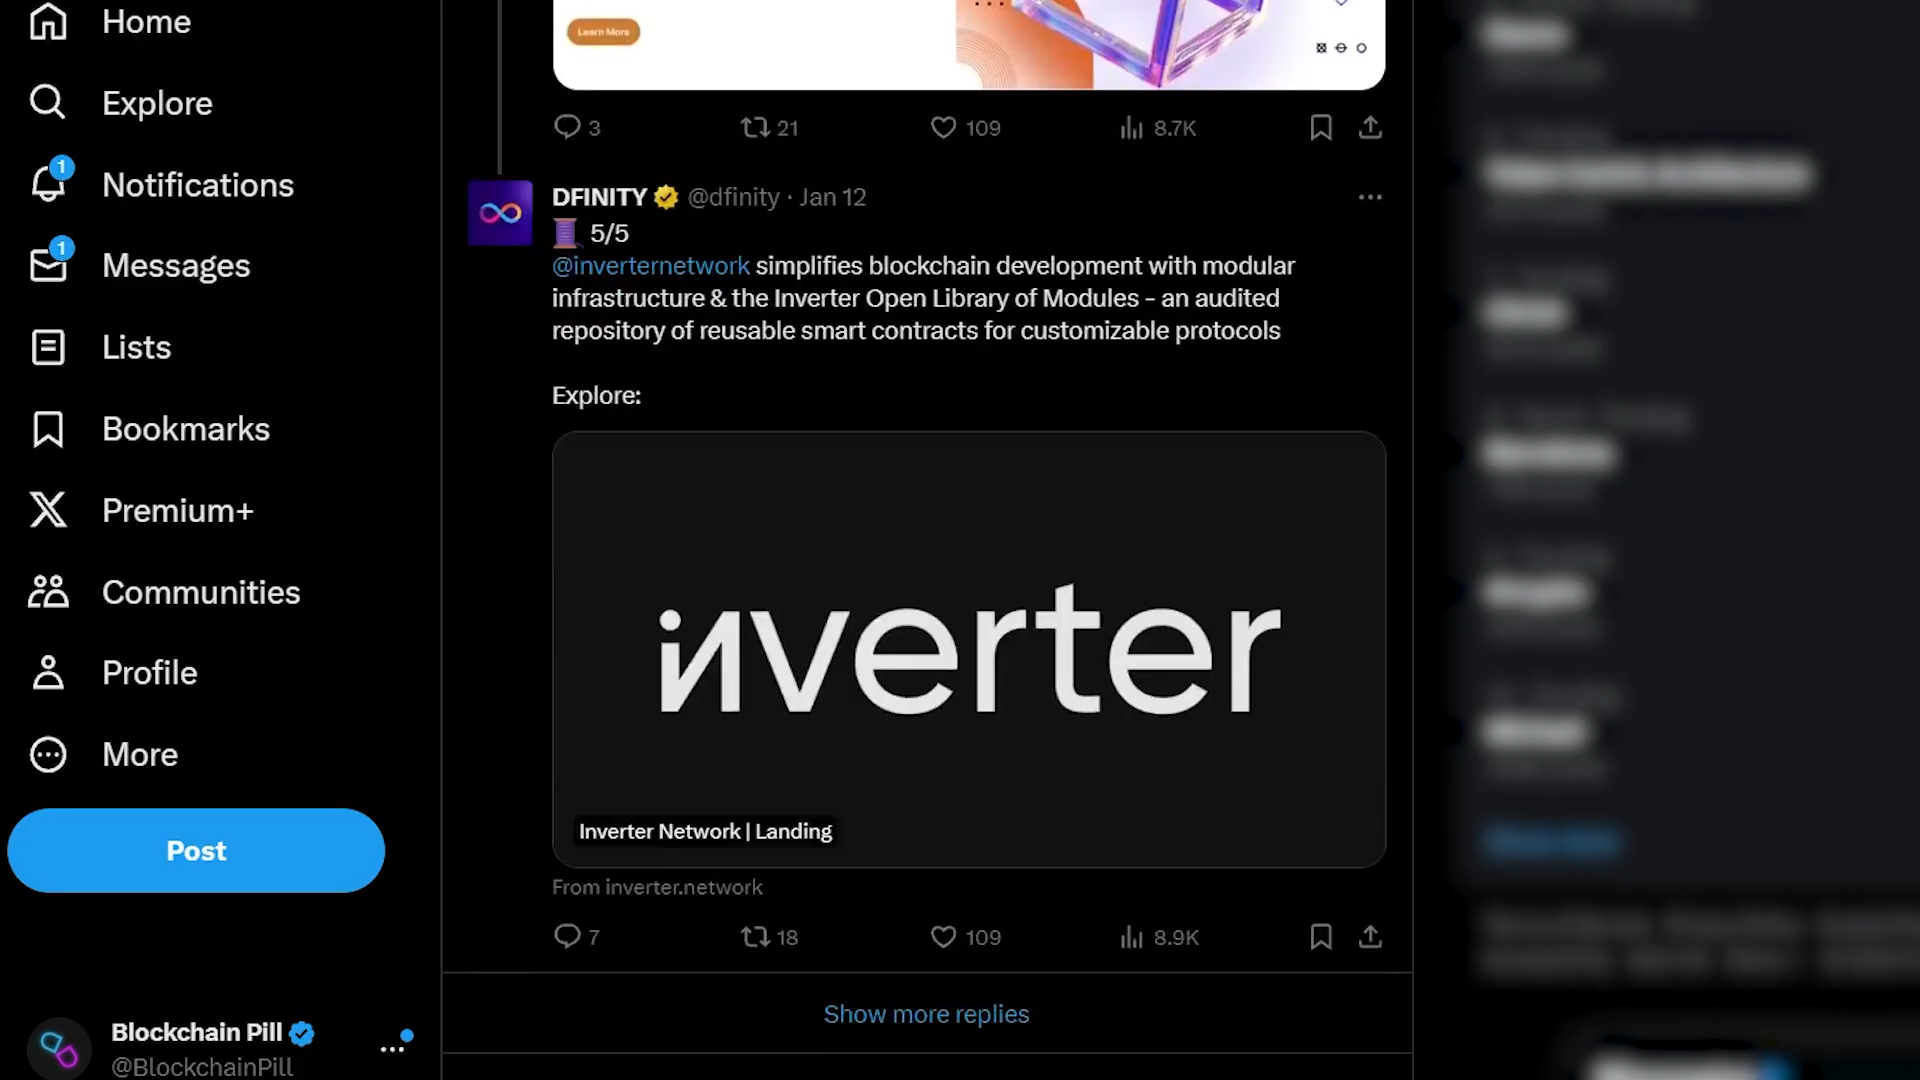 Home
Explore
1
Notifications
1
Messages
Lists
Bookmarks
Premium+
Communities
Profile
More
Post
Blockchain Pill
@BlockchainPill
Learn More
3 21 109 8.7K
DFINITY @dfinity · Jan 12
5/5
@inverternetwork simplifies blockchain development with modular
infrastructure & the Inverter Open Library of Modules - an audited
repository of reusable smart contracts for customizable protocols
Explore:
inverter
Inverter Network | Landing
From inverter.network
7 18 109 8.9K
Show more replies